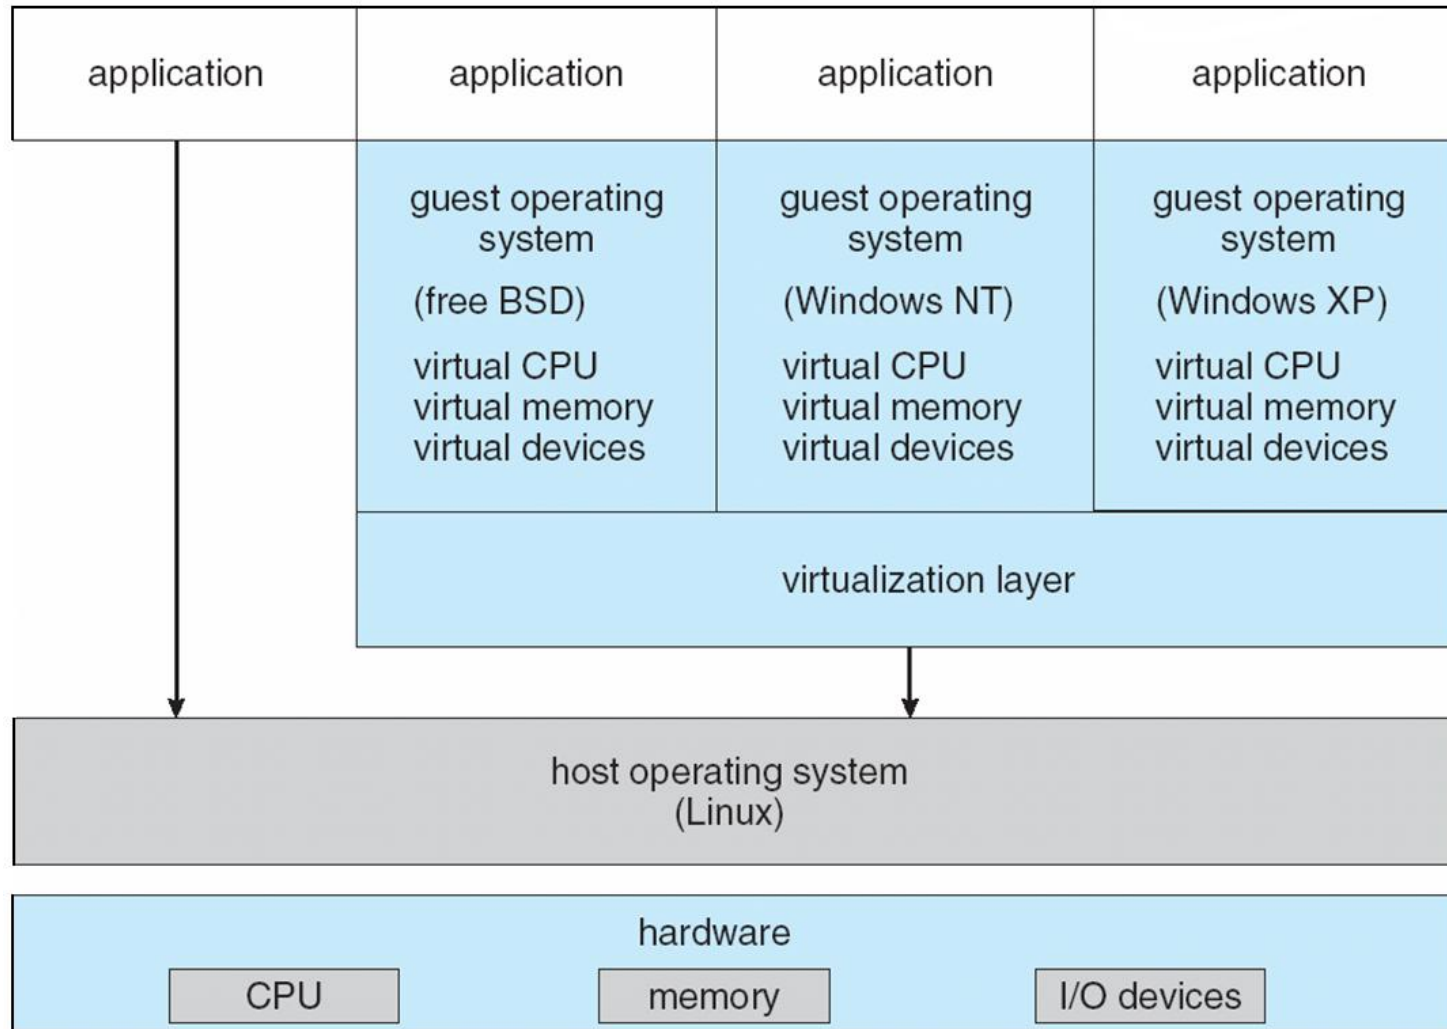 application
application
application
application
guest operating
system
(free BSD)
virtual CPU
virtual memory
virtual devices
guest operating
system
(Windows NT)
virtual CPU
virtual memory
virtual devices
guest operating
system
(Windows XP)
virtual CPU
virtual memory
virtual devices
virtualization layer
host operating system
(Linux)
hardware
CPU
memory
I/O devices